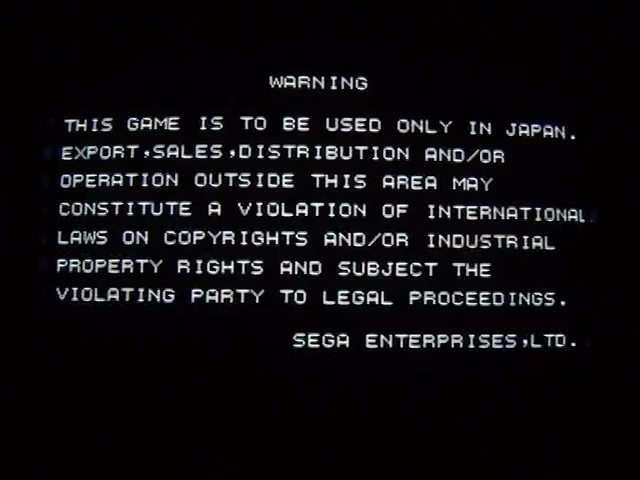 WARNING
THIS GAME IS TO BE USED ONLY IN JAPAN.
EXPORT,SALES,DISTRIBUTION AND/OR
OPERATION OUTSIDE THIS AREA MAY
CONSTITUTE A VIOLATION OF INTERNATIONAL
LAWS ON COPYRIGHTS AND/OR INDUSTRIAL
PROPERTY RIGHTS AND SUBJECT THE
VIOLATING PARTY TO LEGAL PROCEEDINGS.
SEGA ENTERPRISES,LTD.